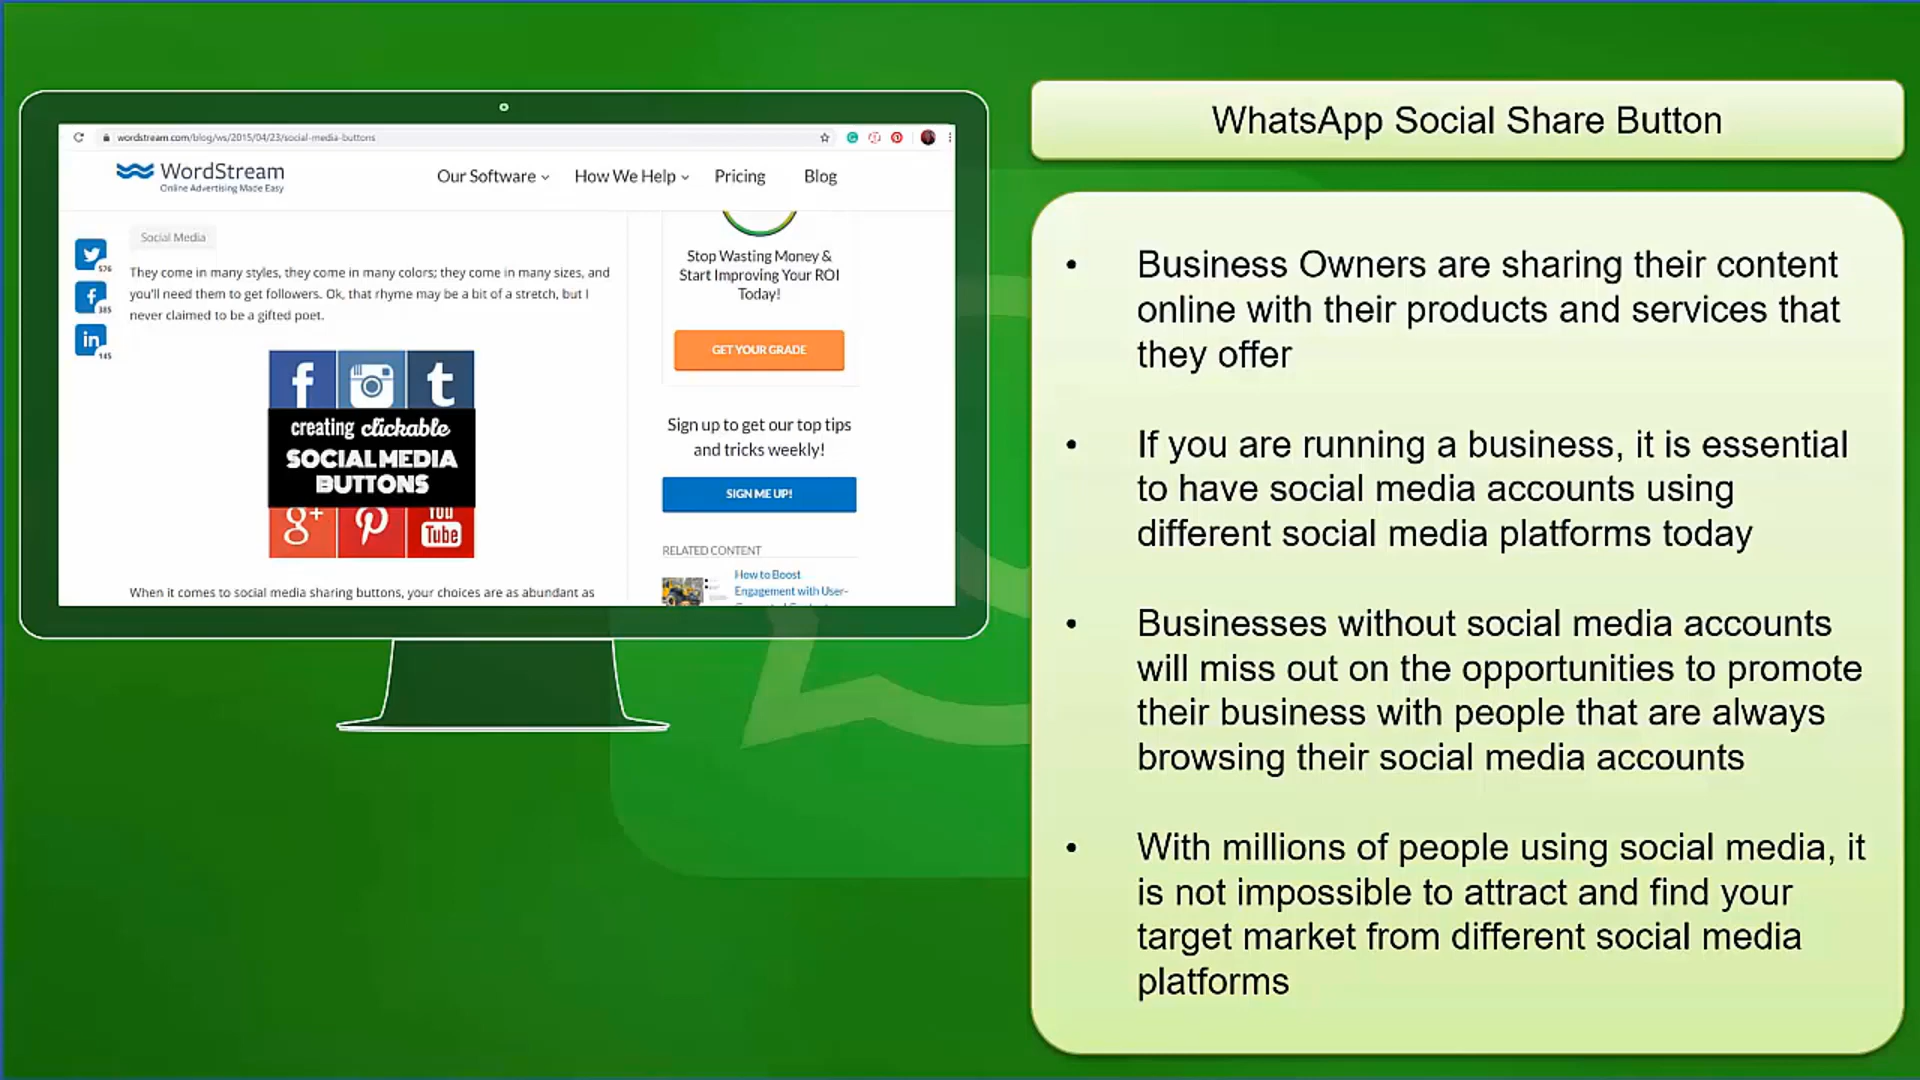 wordstream.com/blog/ws/2015/04/23/social-media-buttons
WordStream
Online Advertising Made Easy
Our Software
How We Help
Pricing
Blog
Social Media
576
385
145
They come in many styles, they come in many colors; they come in many sizes, and
you'll need them to get followers. Ok, that rhyme may be a bit of a stretch, but I
never claimed to be a gifted poet.
creating clickable
SOCIAL MEDIA
BUTTONS
g+
You
Tube
When it comes to social media sharing buttons, your choices are as abundant as
Stop Wasting Money &
Start Improving Your ROI
Today!
GET YOUR GRADE
Sign up to get our top tips
and tricks weekly!
SIGN ME UP!
RELATED CONTENT
How to Boost
Engagement with User-
WhatsApp Social Share Button
• Business Owners are sharing their content
online with their products and services that
they offer
• If you are running a business, it is essential
to have social media accounts using
different social media platforms today
• Businesses without social media accounts
will miss out on the opportunities to promote
their business with people that are always
browsing their social media accounts
• With millions of people using social media, it
is not impossible to attract and find your
target market from different social media
platforms